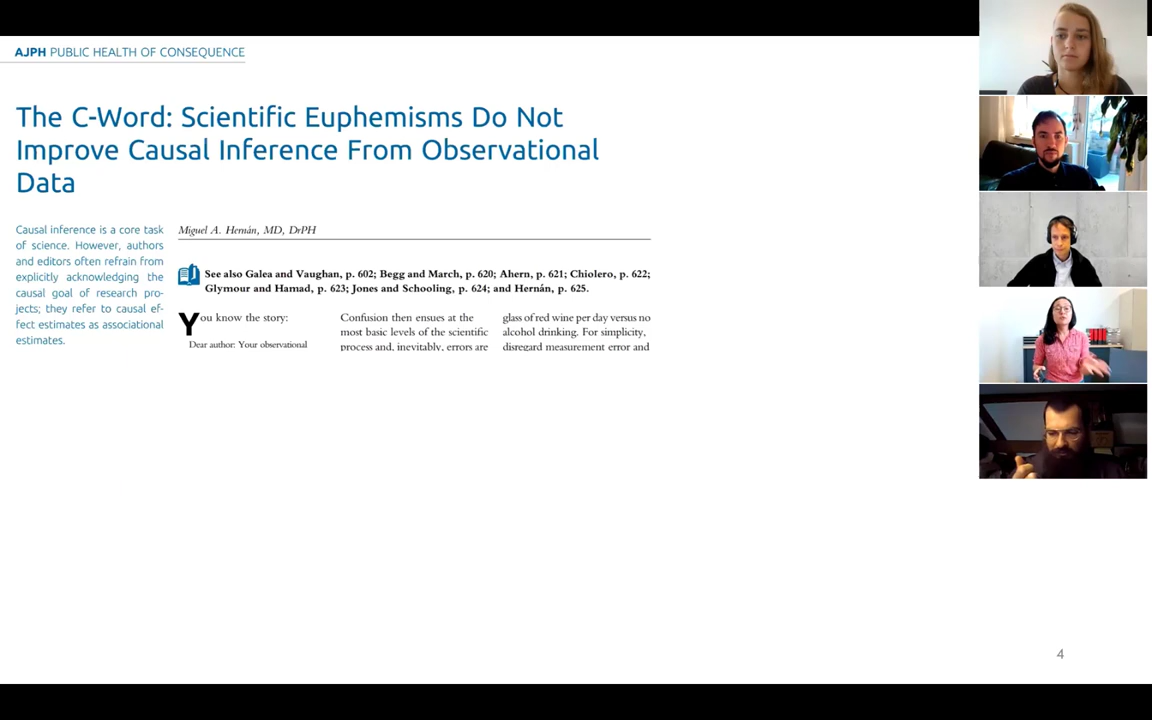 AJPH PUBLIC HEALTH OF CONSEQUENCE
The C-Word: Scientific Euphemisms Do Not
Improve Causal Inference From Observational
Data
Causal inference is a core task
of science. However, authors
and editors often refrain from
explicitly acknowledging the
causal goal of research pro-
jects; they refer to causal ef-
fect estimates as associational
estimates.
Miguel A. Hernán, MD, DrPH
See also Galea and Vaughan, p. 602; Begg and March, p. 620; Ahern, p. 621; Chiolero, p. 622;
Glymour and Hamad, p. 623; Jones and Schooling, p. 624; and Hernán, p. 625.
You know the story:
Dear author: Your observational
Confusion then ensues at the
most basic levels of the scientific
process and, inevitably, errors are
glass of red wine per day versus no
alcohol drinking. For simplicity,
disregard measurement error and
4